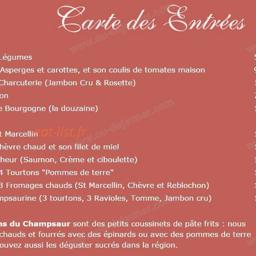 Carte des Entrées
Légumes
Asperges et carottes, et son coulis de tomates maison
Charcuterie (Jambon Cru & Rosette)
on
e Bourgogne (la douzaine)
t Marcellin
hèvre chaud et son filet de miel
heur (Saumon, Crème et ciboulette)
4 Tourtons "Pommes de terre"
3 Fromages chauds (St Marcellin, Chèvre et Reblochon)
mpsaurine (3 tourtons, 3 Ravioles, Tomme, Jambon cru)
ns du Champsaur sont des petits coussinets de pâte frits : nous
chauds et fourrés avec des épinards ou avec des pommes de terre
ouvez aussi les déguster sucrés dans la région.